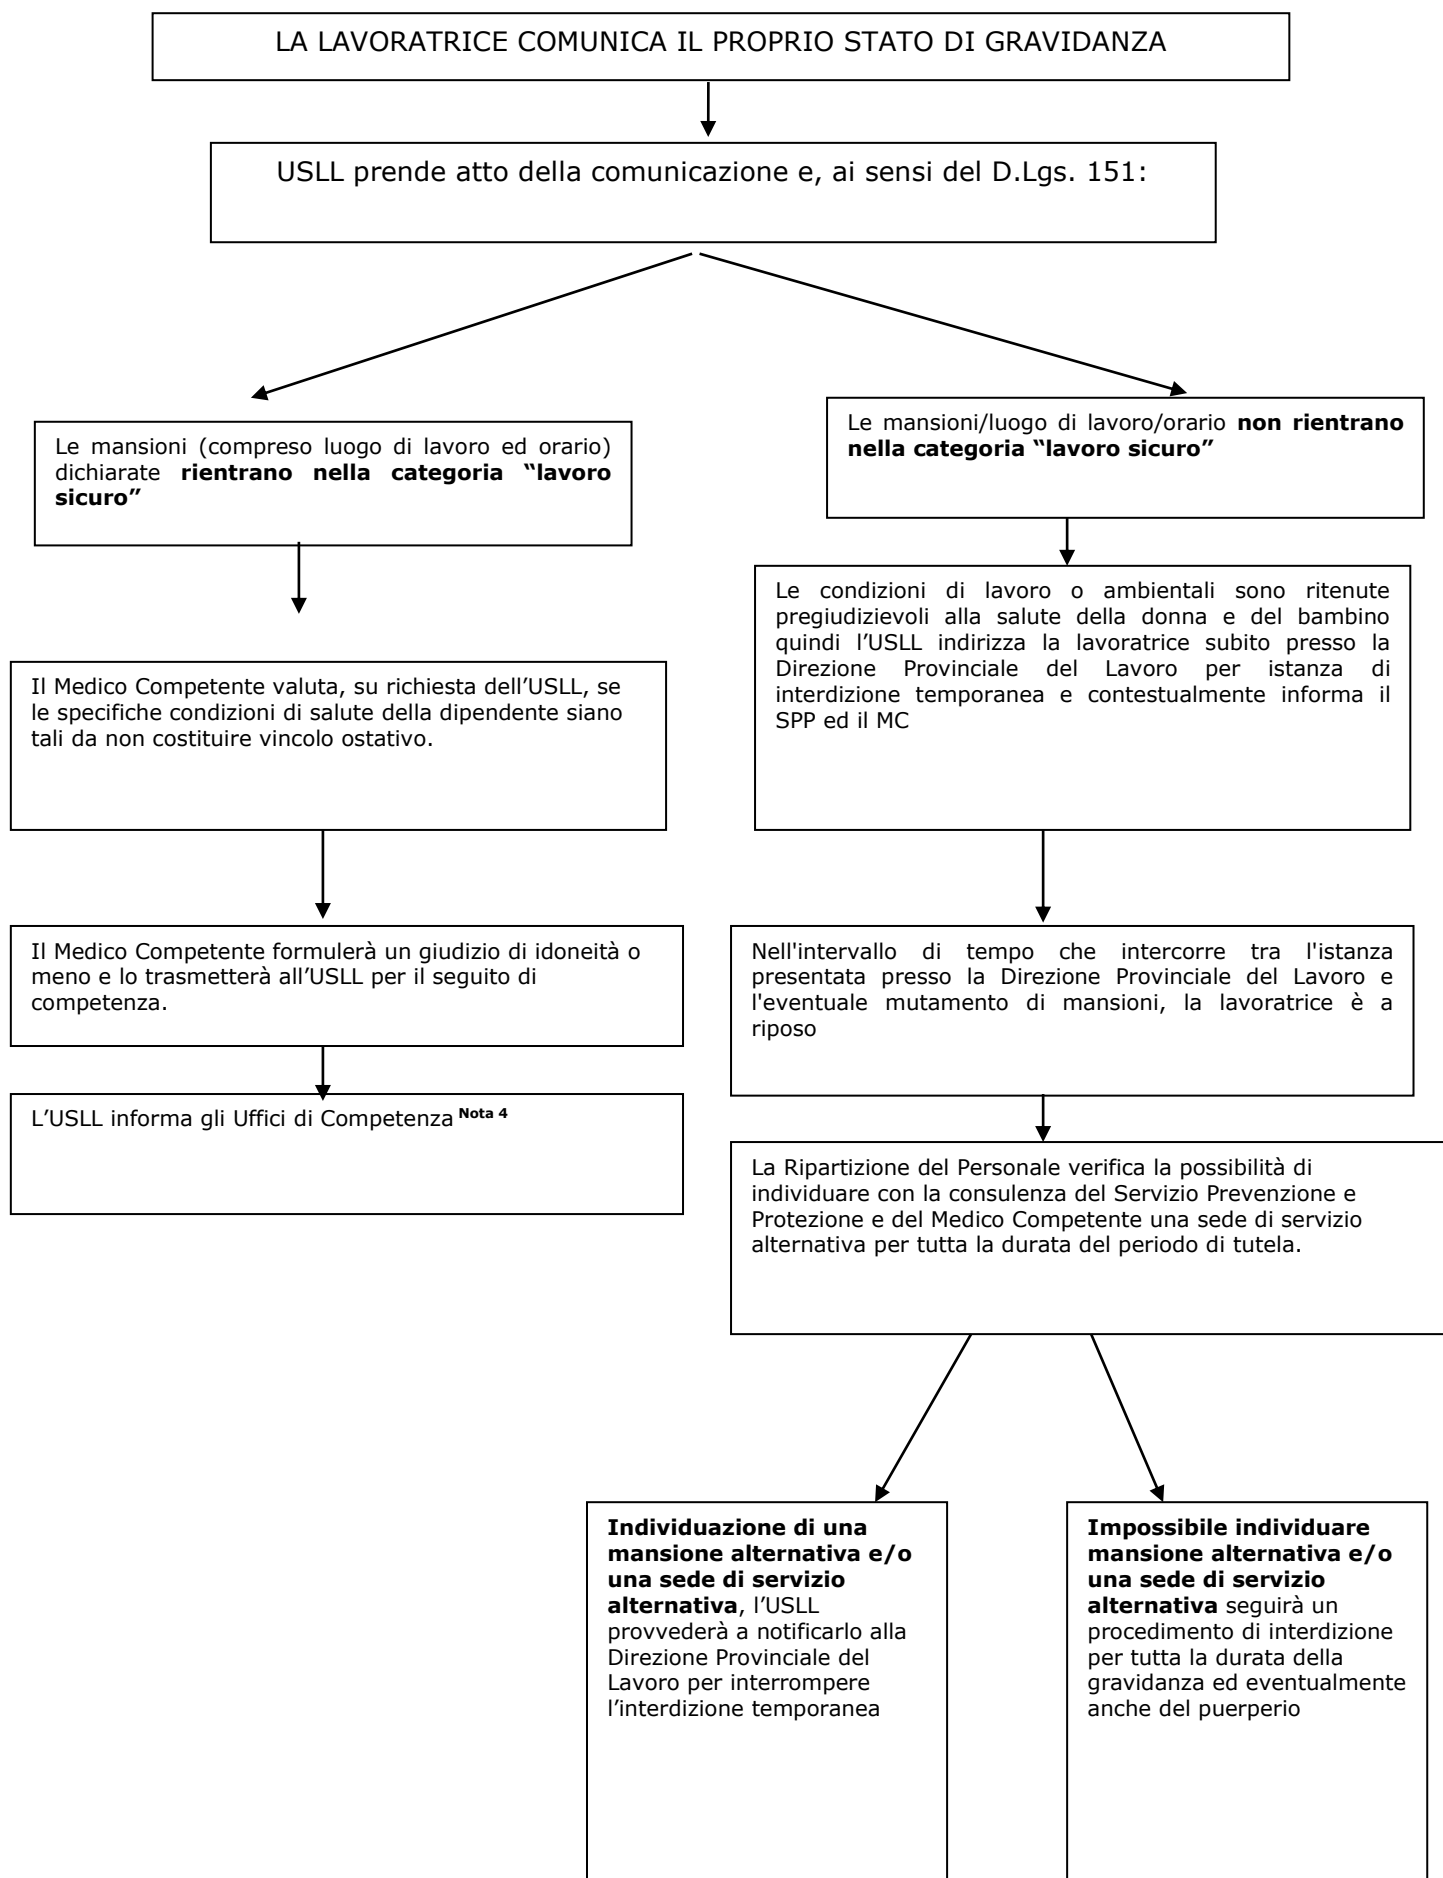 LA LAVORATRICE COMUNICA IL PROPRIO STATO DI GRAVIDANZA
USLL prende atto della comunicazione e, ai sensi del D.Lgs. 151:
Le mansioni (compreso luogo di lavoro ed orario)
dichiarate rientrano nella categoria “lavoro
sicuro”
Le mansioni/luogo di lavoro/orario non rientrano
nella categoria “lavoro sicuro”
Il Medico Competente valuta, su richiesta dell’USLL, se
le specifiche condizioni di salute della dipendente siano
tali da non costituire vincolo ostativo.
Le condizioni di lavoro o ambientali sono ritenute
pregiudizievoli alla salute della donna e del bambino
quindi l’USLL indirizza la lavoratrice subito presso la
Direzione Provinciale del Lavoro per istanza di
interdizione temporanea e contestualmente informa il
SPP ed il MC
Il Medico Competente formulerà un giudizio di idoneità o
meno e lo trasmetterà all’USLL per il seguito di
competenza.
Nell'intervallo di tempo che intercorre tra l'istanza
presentata presso la Direzione Provinciale del Lavoro e
l'eventuale mutamento di mansioni, la lavoratrice è a
riposo
L’USLL informa gli Uffici di Competenza Nota 4
La Ripartizione del Personale verifica la possibilità di
individuare con la consulenza del Servizio Prevenzione e
Protezione e del Medico Competente una sede di servizio
alternativa per tutta la durata del periodo di tutela.
Individuazione di una
mansione alternativa e/o
una sede di servizio
alternativa, l’USLL
provvederà a notificarlo alla
Direzione Provinciale del
Lavoro per interrompere
l’interdizione temporanea
Impossibile individuare
mansione alternativa e/o
una sede di servizio
alternativa seguirà un
procedimento di interdizione
per tutta la durata della
gravidanza ed eventualmente
anche del puerperio